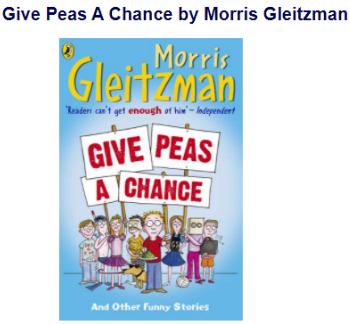 Give Peas A Chance by Morris Gleitzman
Morris
Gleitzman
'Readers can't get enough of him' – Independent
GIVE PEAS
A CHANCE
And Other Funny Stories